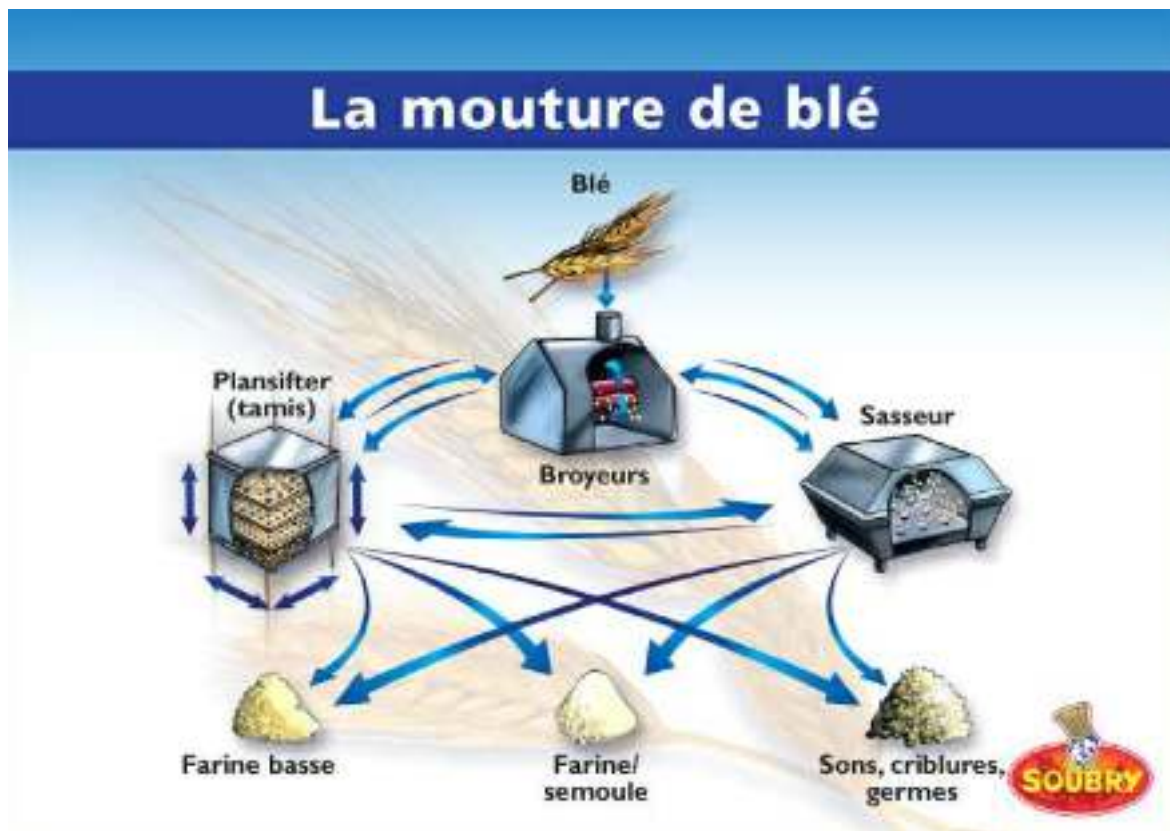 La mouture de blé
Blé
Plansifter
(tamis)
Sasseur
Broyeurs
Farine basse
Farine/
semoule
Sons, criblures,
germes
SOUBRY